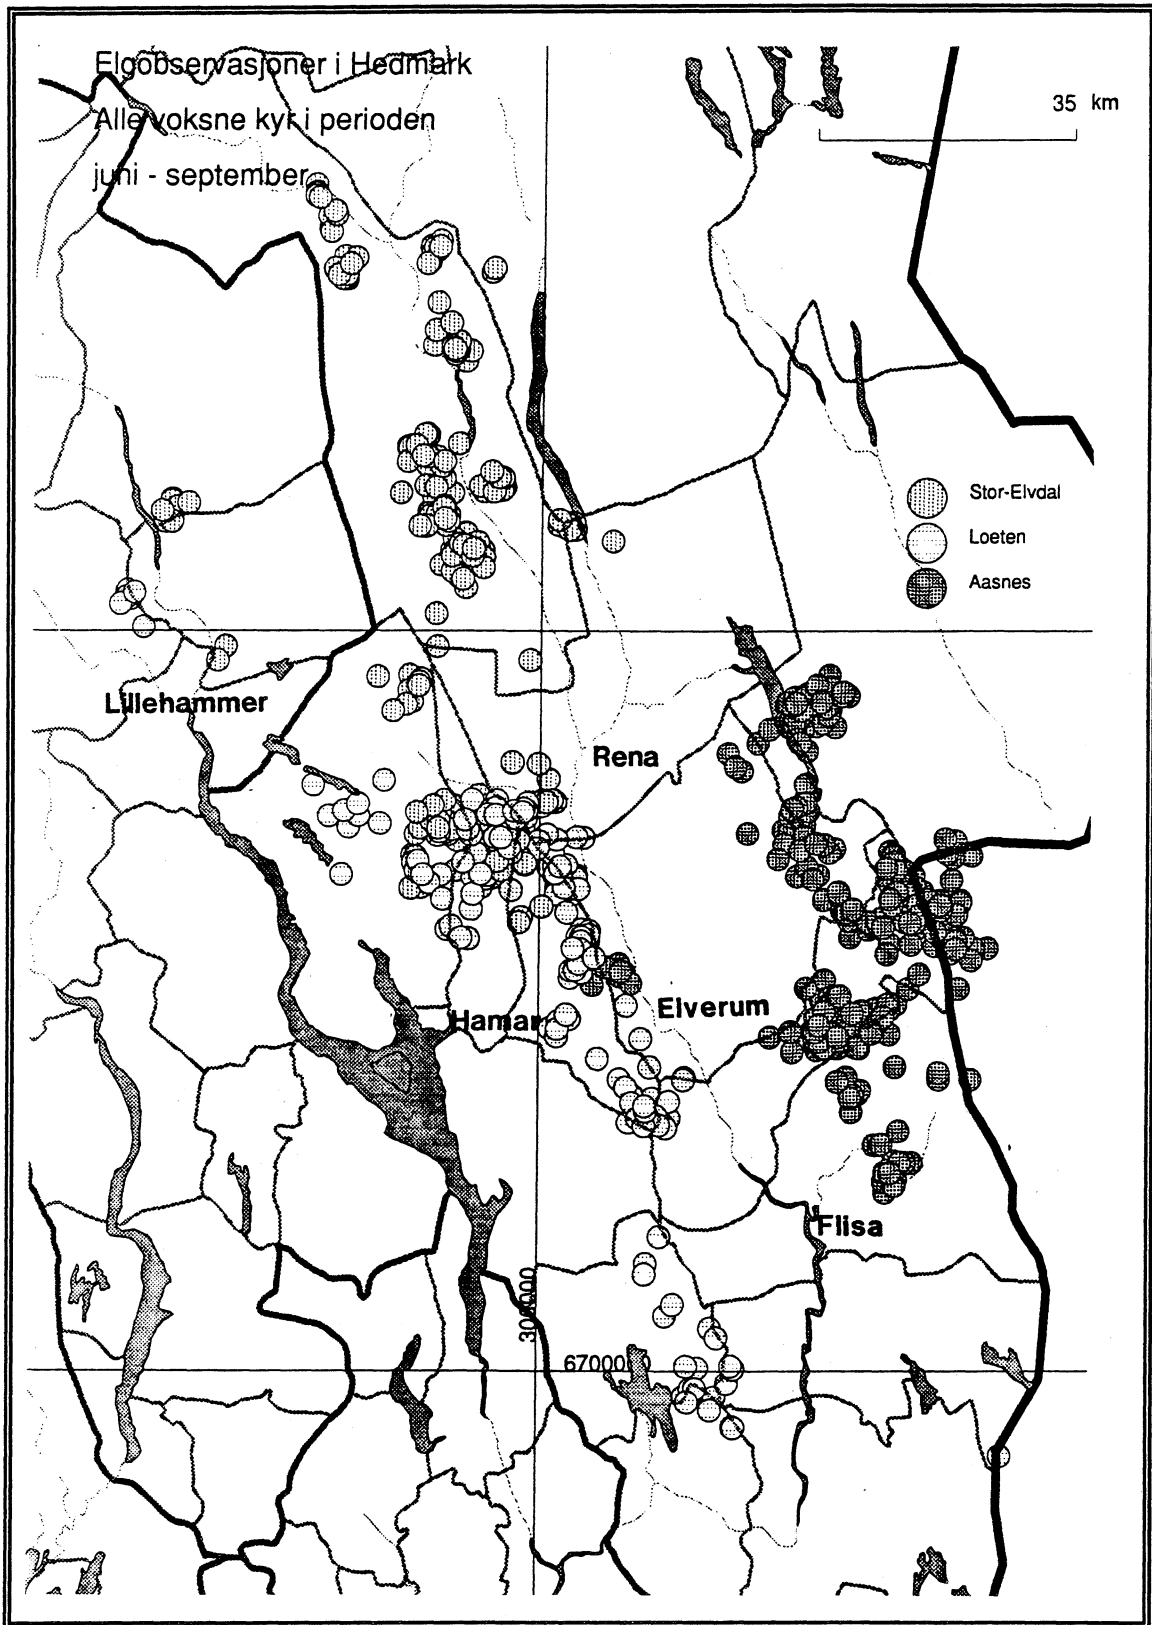 Elgobservasjoner i Hedmark
Alle voksne kyr i perioden
juni - september
35 km
Stor-Elvdal
Loeten
Aasnes
Lillehammer
Rena
Elverum
Hamar
Flisa
300000
6700000